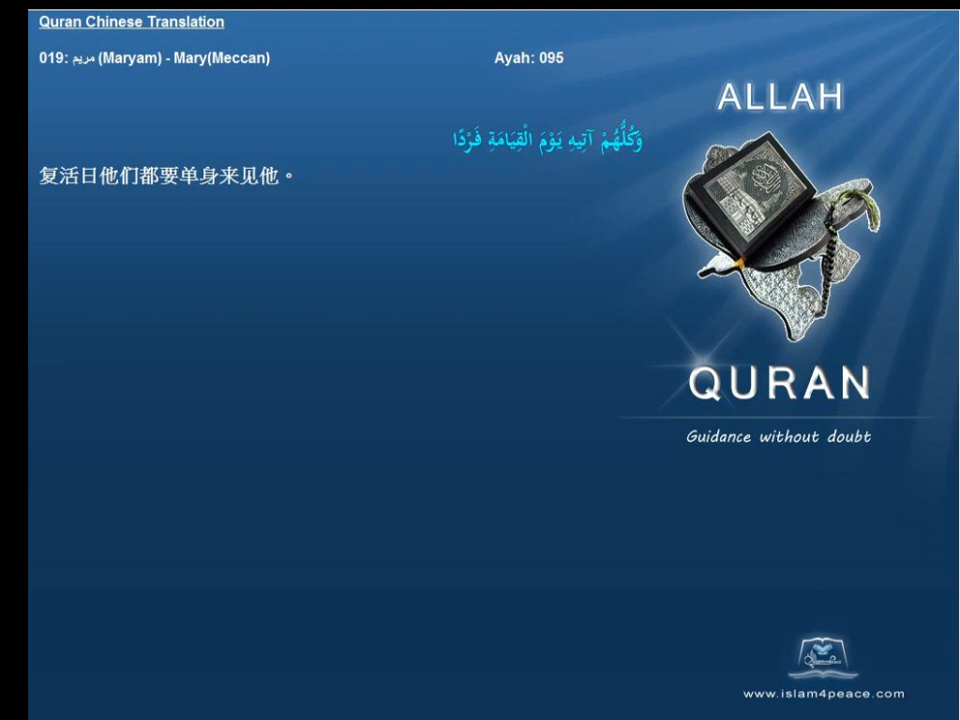 Quran Chinese Translation
019: مريم (Maryam) - Mary(Meccan)
Ayah: 095
ALLAH
وَكُلُّهُمْ آتِيهِ يَوْمَ الْقِيَامَةِ فَرْدًا
复活日他们都要单身来见他。
QURAN
Guidance without doubt
www.islam4peace.com